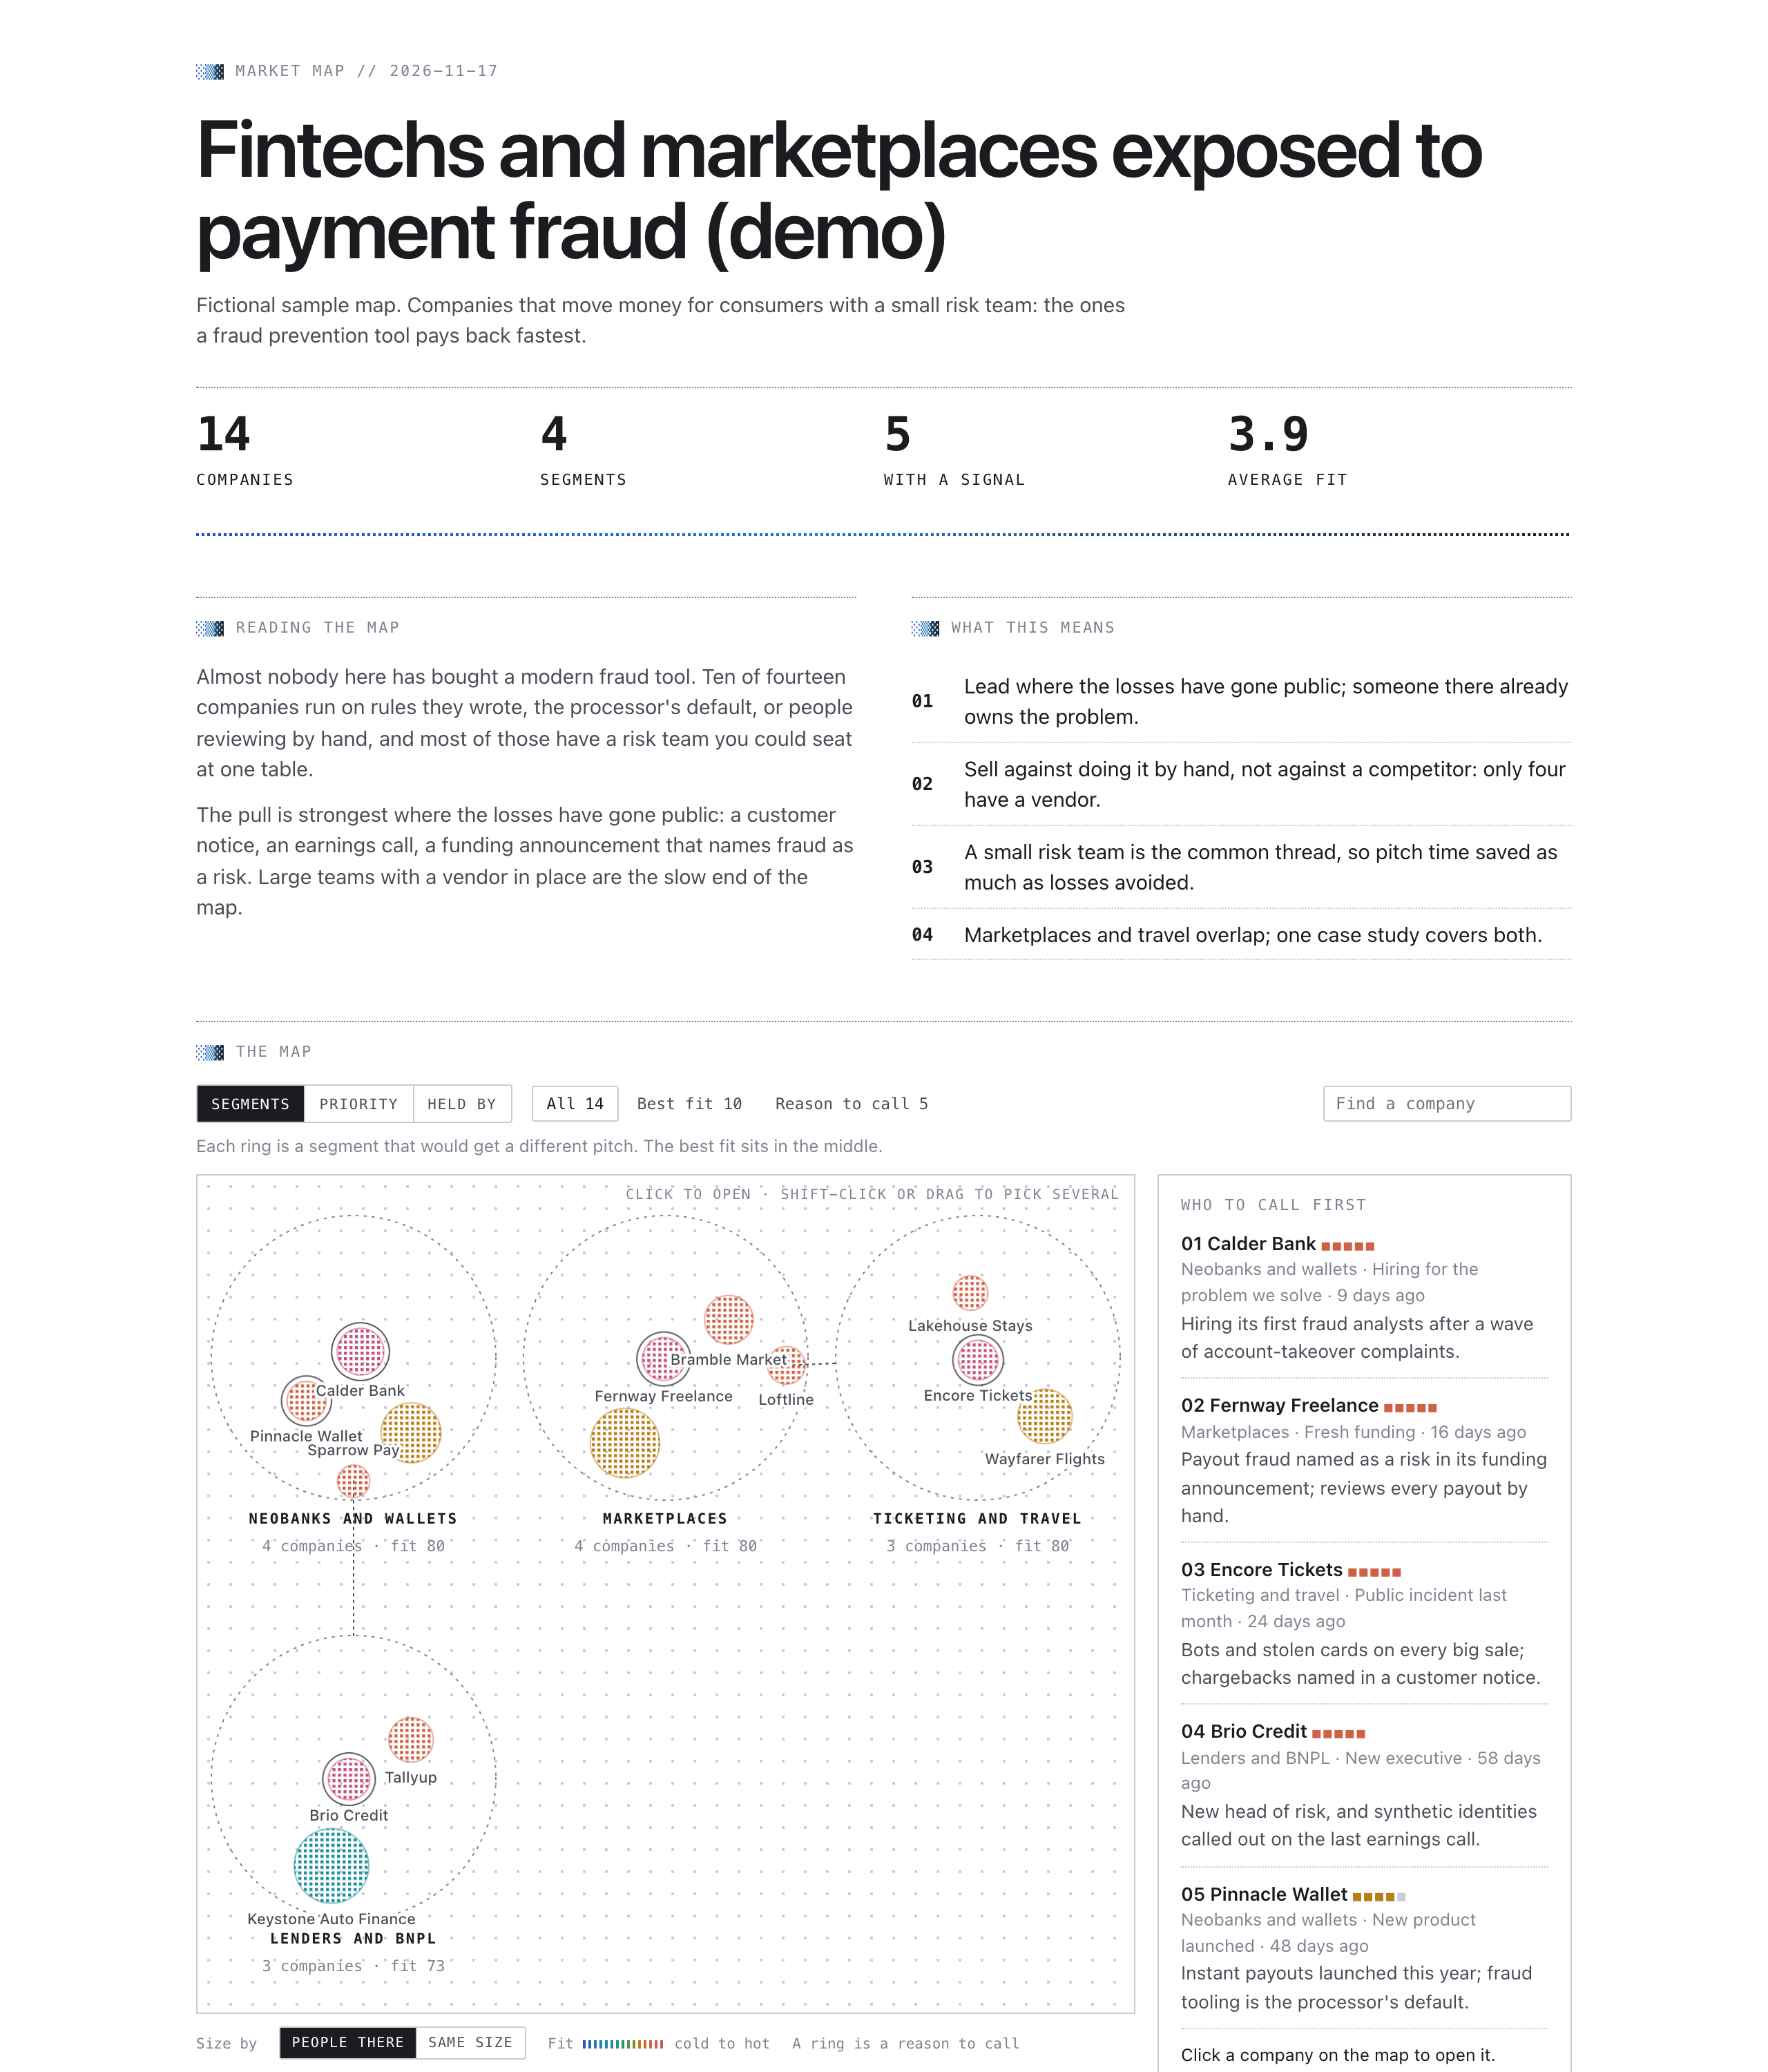 MARKET MAP // 2026-11-17
Fintechs and marketplaces exposed to
payment fraud (demo)
Fictional sample map. Companies that move money for consumers with a small risk team: the ones
a fraud prevention tool pays back fastest.
14
COMPANIES
4
SEGMENTS
5
WITH A SIGNAL
3.9
AVERAGE FIT
READING THE MAP
Almost nobody here has bought a modern fraud tool. Ten of fourteen
companies run on rules they wrote, the processor's default, or people
reviewing by hand, and most of those have a risk team you could seat
at one table.
The pull is strongest where the losses have gone public: a customer
notice, an earnings call, a funding announcement that names fraud as
a risk. Large teams with a vendor in place are the slow end of the
map.
WHAT THIS MEANS
01 Lead where the losses have gone public; someone there already
owns the problem.
02 Sell against doing it by hand, not against a competitor: only four
have a vendor.
03 A small risk team is the common thread, so pitch time saved as
much as losses avoided.
04 Marketplaces and travel overlap; one case study covers both.
THE MAP
SEGMENTS PRIORITY HELD BY All 14 Best fit 10 Reason to call 5 Find a company
Each ring is a segment that would get a different pitch. The best fit sits in the middle.
CLICK TO OPEN · SHIFT-CLICK OR DRAG TO PICK SEVERAL
Calder Bank
Pinnacle Wallet
Sparrow Pay
NEOBANKS AND WALLETS
4 companies · fit 80
Bramble Market
Fernway Freelance
Loftline
MARKETPLACES
4 companies · fit 80
Lakehouse Stays
Encore Tickets
Wayfarer Flights
TICKETING AND TRAVEL
3 companies · fit 80
Tallyup
Brio Credit
Keystone Auto Finance
LENDERS AND BNPL
3 companies · fit 73
WHO TO CALL FIRST
01 Calder Bank
Neobanks and wallets · Hiring for the
problem we solve · 9 days ago
Hiring its first fraud analysts after a wave
of account-takeover complaints.
02 Fernway Freelance
Marketplaces · Fresh funding · 16 days ago
Payout fraud named as a risk in its funding
announcement; reviews every payout by
hand.
03 Encore Tickets
Ticketing and travel · Public incident last
month · 24 days ago
Bots and stolen cards on every big sale;
chargebacks named in a customer notice.
04 Brio Credit
Lenders and BNPL · New executive · 58 days
ago
New head of risk, and synthetic identities
called out on the last earnings call.
05 Pinnacle Wallet
Neobanks and wallets · New product
launched · 48 days ago
Instant payouts launched this year; fraud
tooling is the processor's default.
Click a company on the map to open it.
Size by PEOPLE THERE SAME SIZE Fit cold to hot A ring is a reason to call